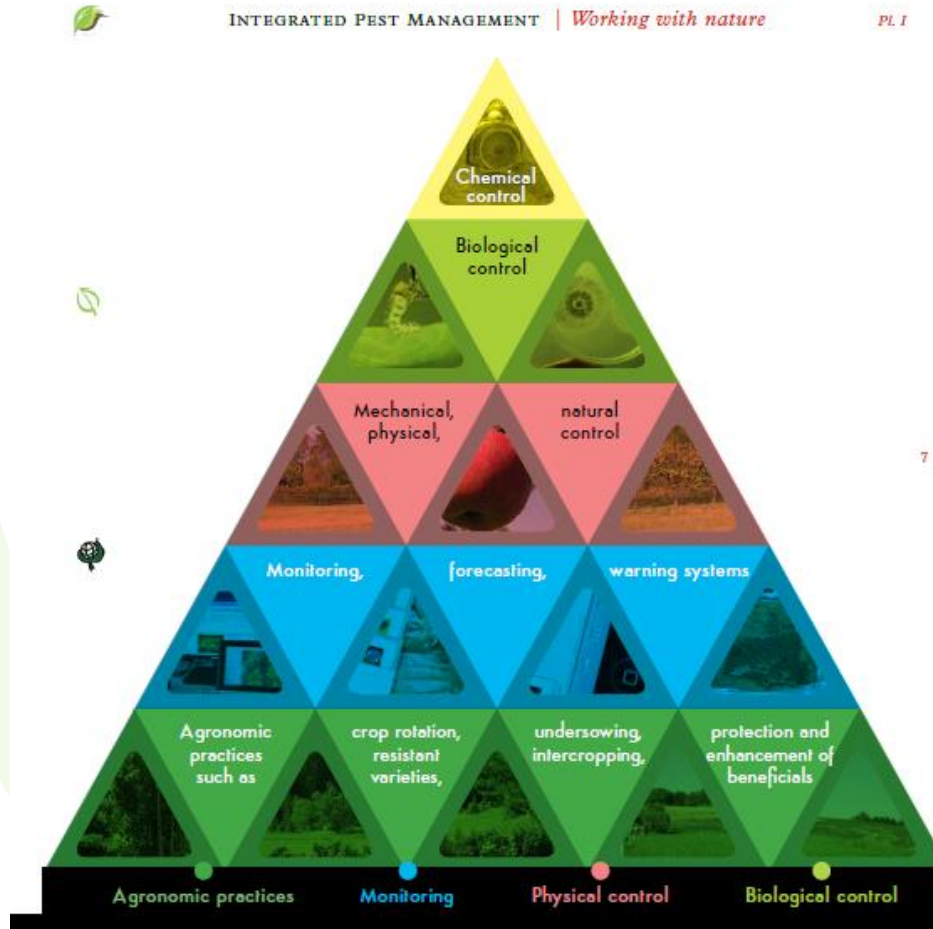 INTEGRATED PEST MANAGEMENT | Working with nature Pl. I
Chemical
control
Biological
control
Mechanical,
physical,
natural
control
7
Monitoring,
forecasting,
warning systems
Agronomic
practices
such as
crop rotation,
resistant
varieties,
undersowing,
intercropping,
protection and
enhancement of
beneficials
Agronomic practices
Monitoring
Physical control
Biological control